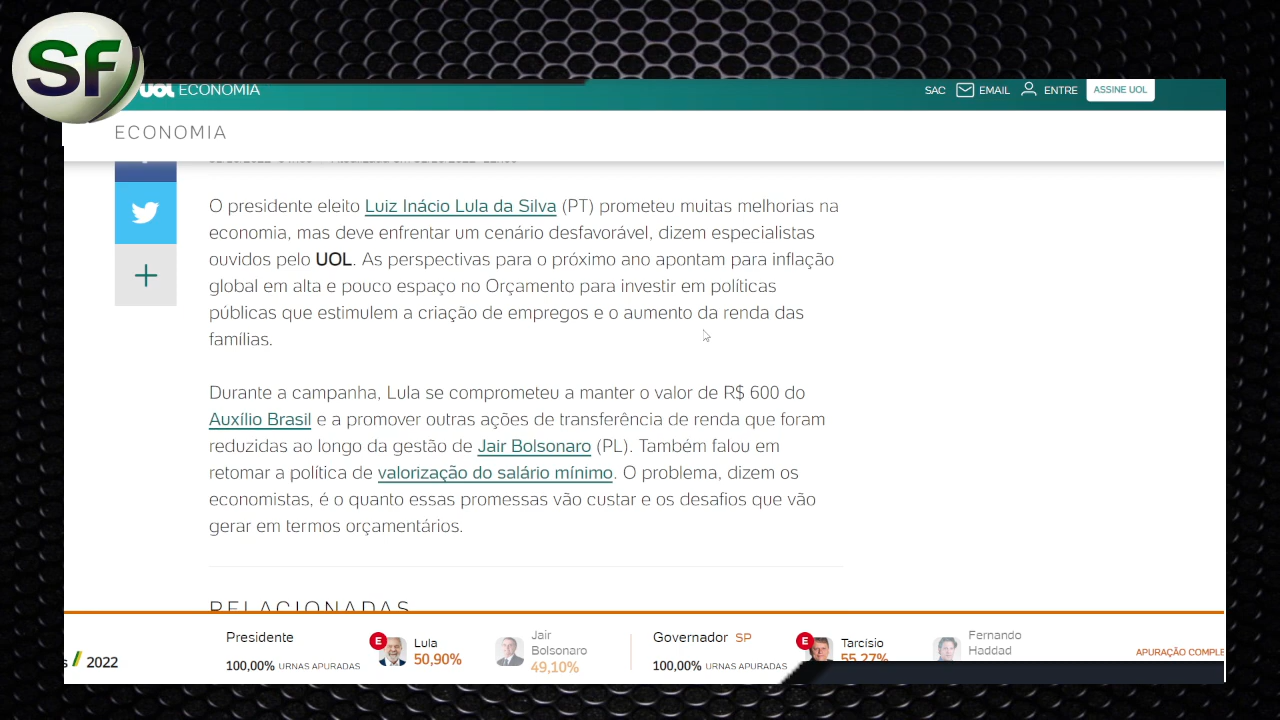 SF
UOL ECONOMIA
SAC EMAIL ENTRE ASSINE UOL
ECONOMIA
O presidente eleito Luiz Inácio Lula da Silva (PT) prometeu muitas melhorias na
economia, mas deve enfrentar um cenário desfavorável, dizem especialistas
ouvidos pelo UOL. As perspectivas para o próximo ano apontam para inflação
global em alta e pouco espaço no Orçamento para investir em políticas
públicas que estimulem a criação de empregos e o aumento da renda das
famílias.
Durante a campanha, Lula se comprometeu a manter o valor de R$ 600 do
Auxílio Brasil e a promover outras ações de transferência de renda que foram
reduzidas ao longo da gestão de Jair Bolsonaro (PL). Também falou em
retomar a política de valorização do salário mínimo. O problema, dizem os
economistas, é o quanto essas promessas vão custar e os desafios que vão
gerar em termos orçamentários.
RELACIONADAS
2022
Presidente
100,00% URNAS APURADAS
E
Lula
50,90%
Jair
Bolsonaro
49,10%
Governador SP
100,00% URNAS APURADAS
E
Tarcísio
55,27%
Fernando
Haddad
APURAÇÃO COMPLE